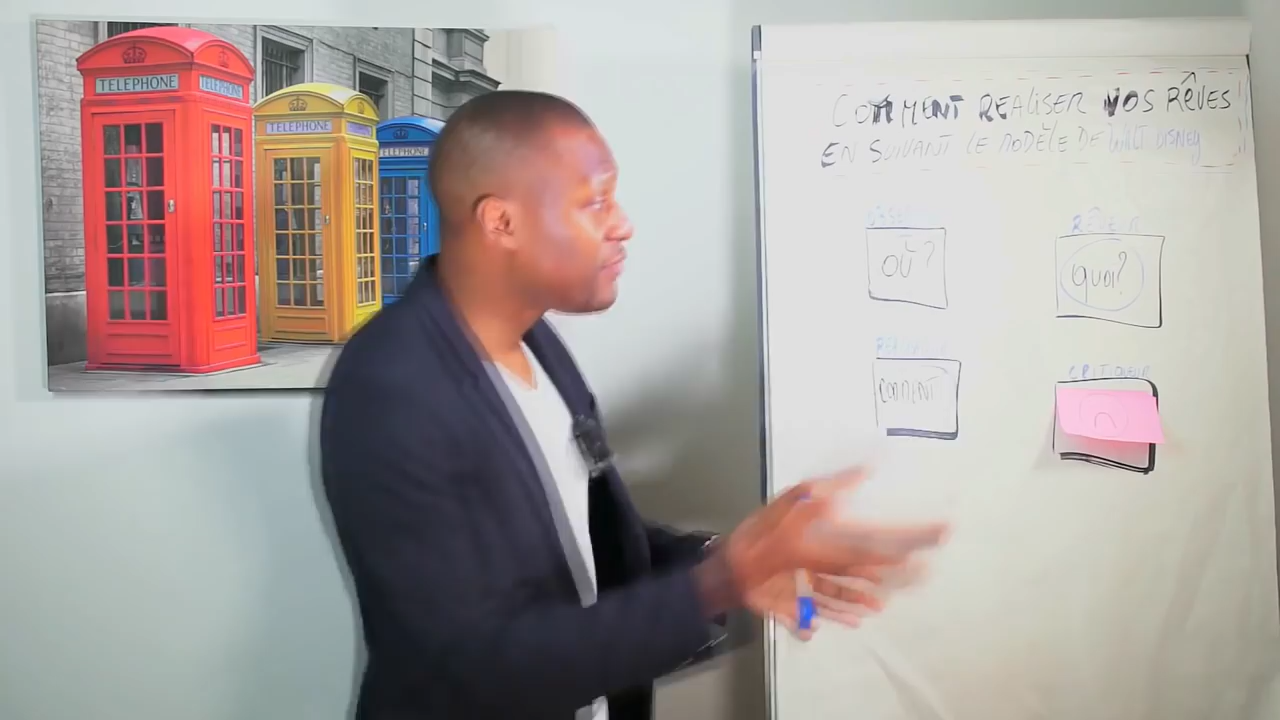 TELEPHONE
TELEPHONE
TELEPHONE
TELEPHONE
COMMENT REALISER VOS RÊVES
EN SUIVANT LE MODÈLE DE WALT DISNEY
OÙ?
QUOI?
COMMENT
CRITIQUEUR